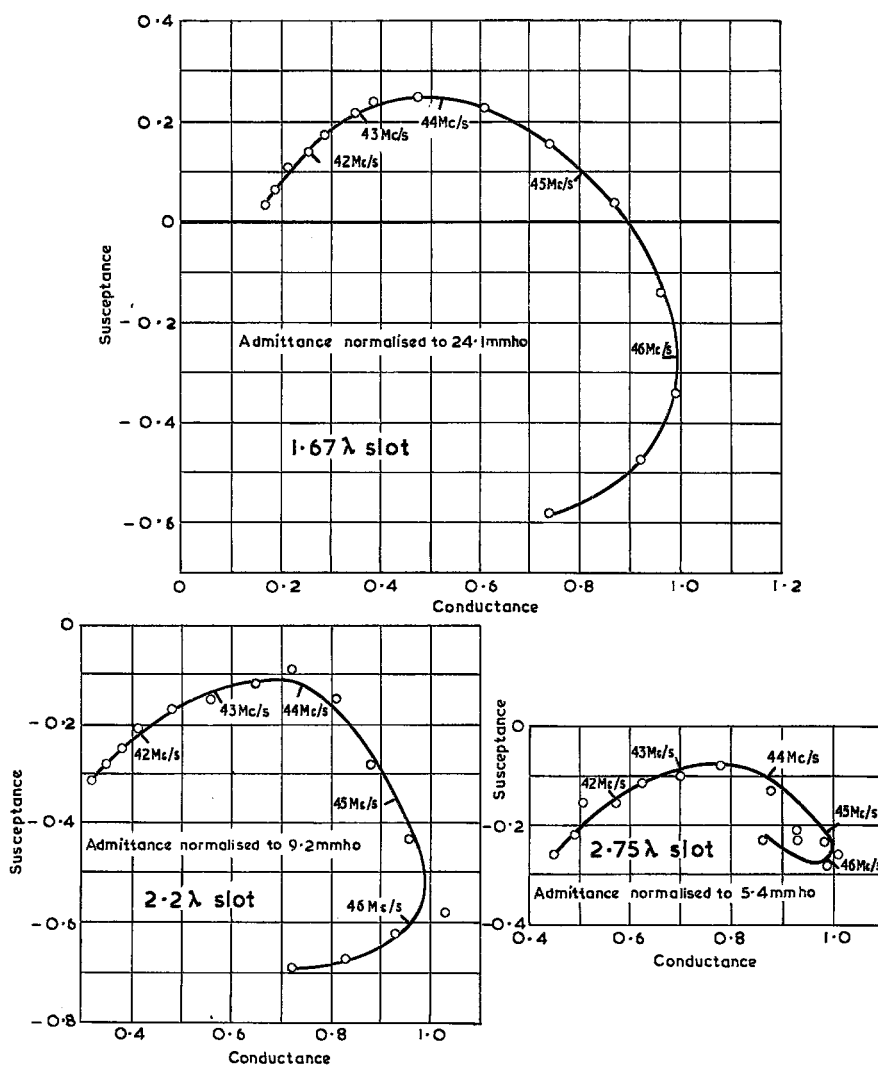 0·4
0·2
0
-0·2
-0·4
-0·6
Susceptance
43Mc/s
44Mc/s
42Mc/s
45Mc/s
46Mc/s
Admittance normalised to 24·1mmho
1·67λ slot
0 0·2 0·4 0·6 0·8 1·0 1·2
Conductance
0
-0·2
-0·4
-0·6
-0·8
Susceptance
43Mc/s
44Mc/s
42Mc/s
45Mc/s
Admittance normalised to 9·2mmho
2·2λ slot
46Mc/s
0·4 0·6 0·8 1·0
Conductance
0
-0·2
-0·4
Susceptance
43Mc/s
44Mc/s
42Mc/s
45Mc/s
2·75λ slot
46Mc/s
Admittance normalised to 5·4mmho
0·4 0·6 0·8 1·0
Conductance